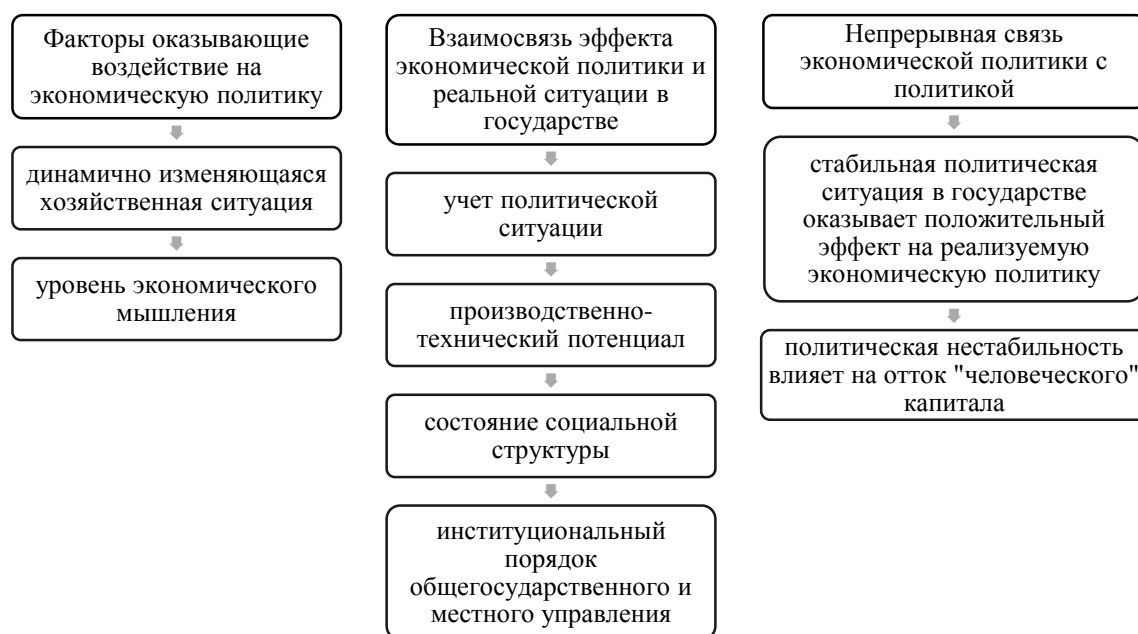 Факторы оказывающие
воздействие на
экономическую политику
динамично изменяющаяся
хозяйственная ситуация
уровень экономического
мышления
Взаимосвязь эффекта
экономической политики и
реальной ситуации в
государстве
учет политической
ситуации
производственно-
технический потенциал
состояние социальной
структуры
институциональный
порядок
общегосударственного и
местного управления
Непрерывная связь
экономической политики с
политикой
стабильная политическая
ситуация в государстве
оказывает положительный
эффект на реализуемую
экономическую политику
политическая нестабильность
влияет на отток "человеческого"
капитала